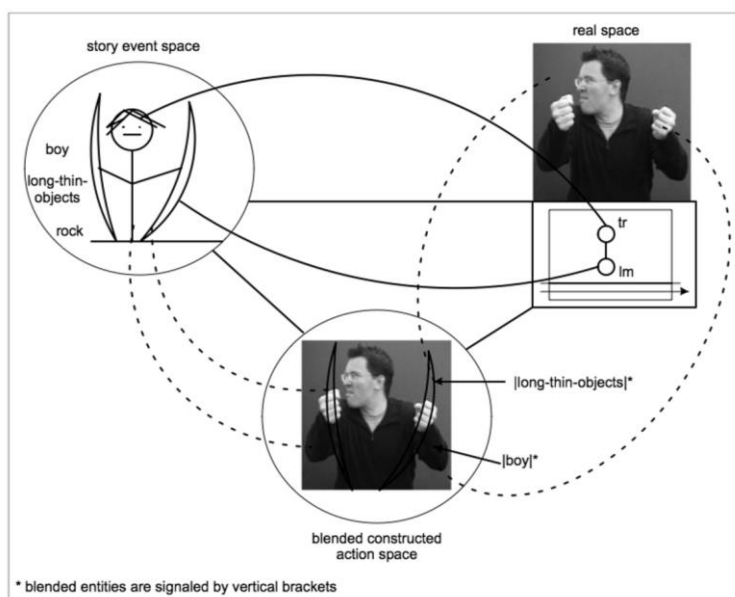 story event space
real space
boy
long-thin-
objects
rock
tr
lm
|long-thin-objects|*
|boy|*
blended constructed
action space
* blended entities are signaled by vertical brackets